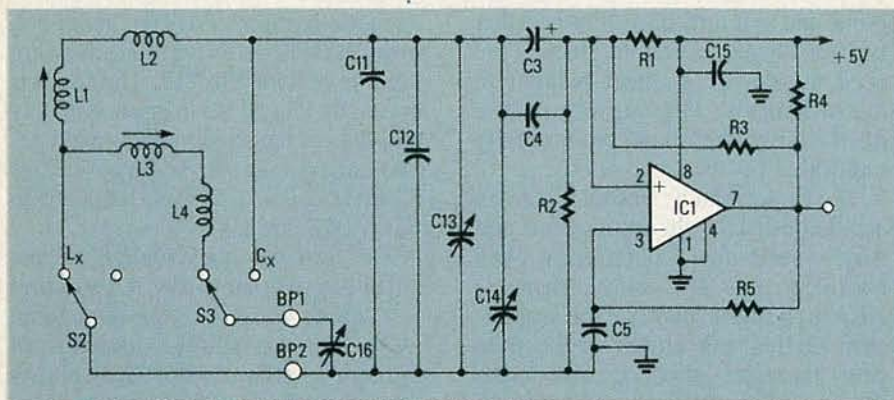 L2
C11
C3
+
R1
C15
+5V
L1
C12
C4
R4
R3
L3
C13
R2
2
+
8
IC1
7
L4
3
−
1
4
C14
R5
Lx
Cx
S3
BP1
C5
S2
C16
BP2